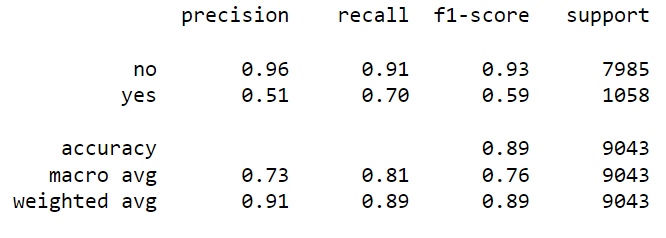 precision recall f1-score support
no 0.96 0.91 0.93 7985
yes 0.51 0.70 0.59 1058
accuracy 0.89 9043
macro avg 0.73 0.81 0.76 9043
weighted avg 0.91 0.89 0.89 9043